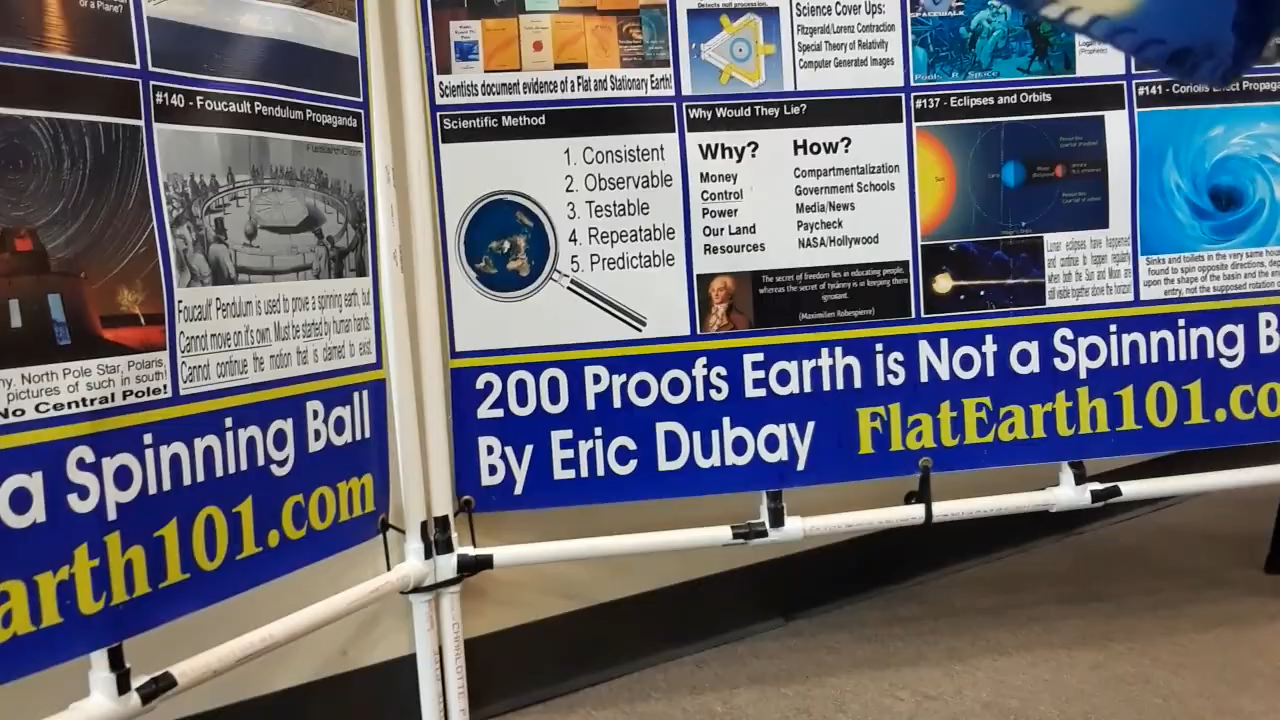 or a Plane?
#140 - Foucault Pendulum Propaganda
Foucault Pendulum is used to prove a spinning earth, but
Cannot move on it's own. Must be started by human hands.
Cannot continue the motion that is claimed to exist.
hy, North Pole Star, Polaris,
pictures of such in south
No Central Pole!
a Spinning Ball
arth101.com
Scientists document evidence of a Flat and Stationary Earth!
Detects null procession.
Science Cover Ups:
Fitzgerald/Lorenz Contraction
Special Theory of Relativity
Computer Generated Images
SPACEWALK
Pools - R - Space
Scientific Method
1. Consistent
2. Observable
3. Testable
4. Repeatable
5. Predictable
Why Would They Lie?
Why?
Money
Control
Power
Our Land
Resources
How?
Compartmentalization
Government Schools
Media/News
Paycheck
NASA/Hollywood
The secret of freedom lies in educating people,
whereas the secret of tyranny is in keeping them
ignorant.
(Maximilien Robespierre)
#137 - Eclipses and Orbits
Sun
Lunar eclipses have happened
and continue to happen regularly
when both the Sun and Moon are
still visible together above the horizon!
#141 - Coriolis Effect Propaga
Sinks and toilets in the very same
found to spin opposite directions,
upon the shape of the basin and the
entry, not the supposed rotation
200 Proofs Earth is Not a Spinning B
By Eric Dubay
FlatEarth101.co
CHARLOTTE